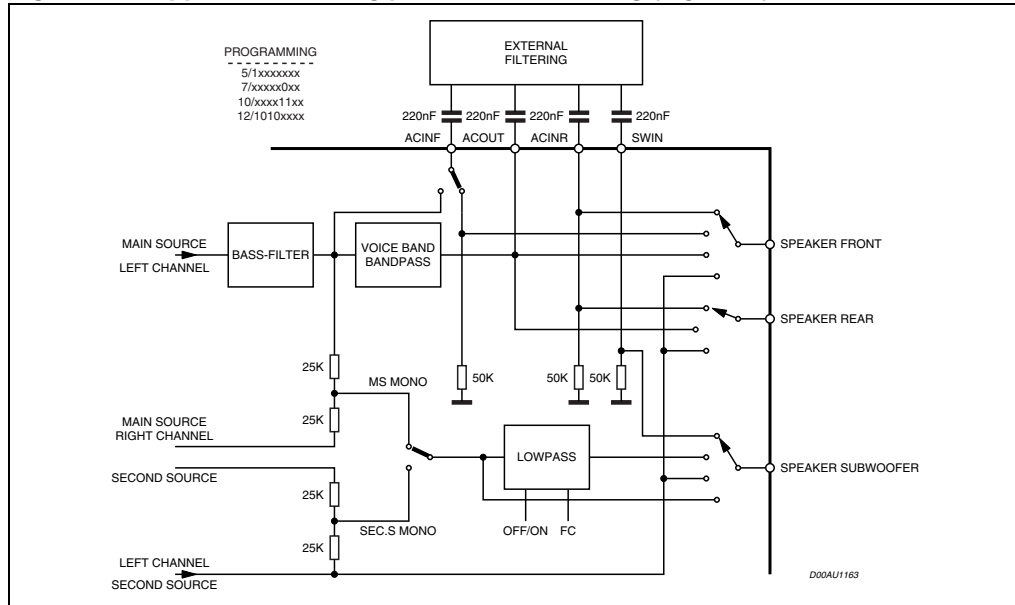 PROGRAMMING
5/1xxxxxxx
7/xxxxx0xx
10/xxxx11xx
12/1010xxxx
EXTERNAL
FILTERING
220nF
220nF
220nF
220nF
ACINF
ACOUT
ACINR
SWIN
MAIN SOURCE
LEFT CHANNEL
BASS-FILTER
VOICE BAND
BANDPASS
SPEAKER FRONT
SPEAKER REAR
25K
MS MONO
50K
50K
50K
25K
MAIN SOURCE
RIGHT CHANNEL
SECOND SOURCE
LOWPASS
SPEAKER SUBWOOFER
25K
SEC.S MONO
OFF/ON
FC
25K
LEFT CHANNEL
SECOND SOURCE
D00AU1163